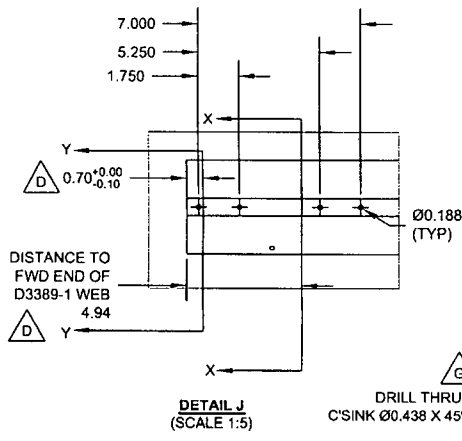 7.000
5.250
1.750
X
Y
D 0.70 +0.00
-0.10
Ø0.188
(TYP)
DISTANCE TO
FWD END OF
D3389-1 WEB
4.94
D
Y
X
G
DETAIL J
(SCALE 1:5)
DRILL THRU
C'SINK Ø0.438 X 45°